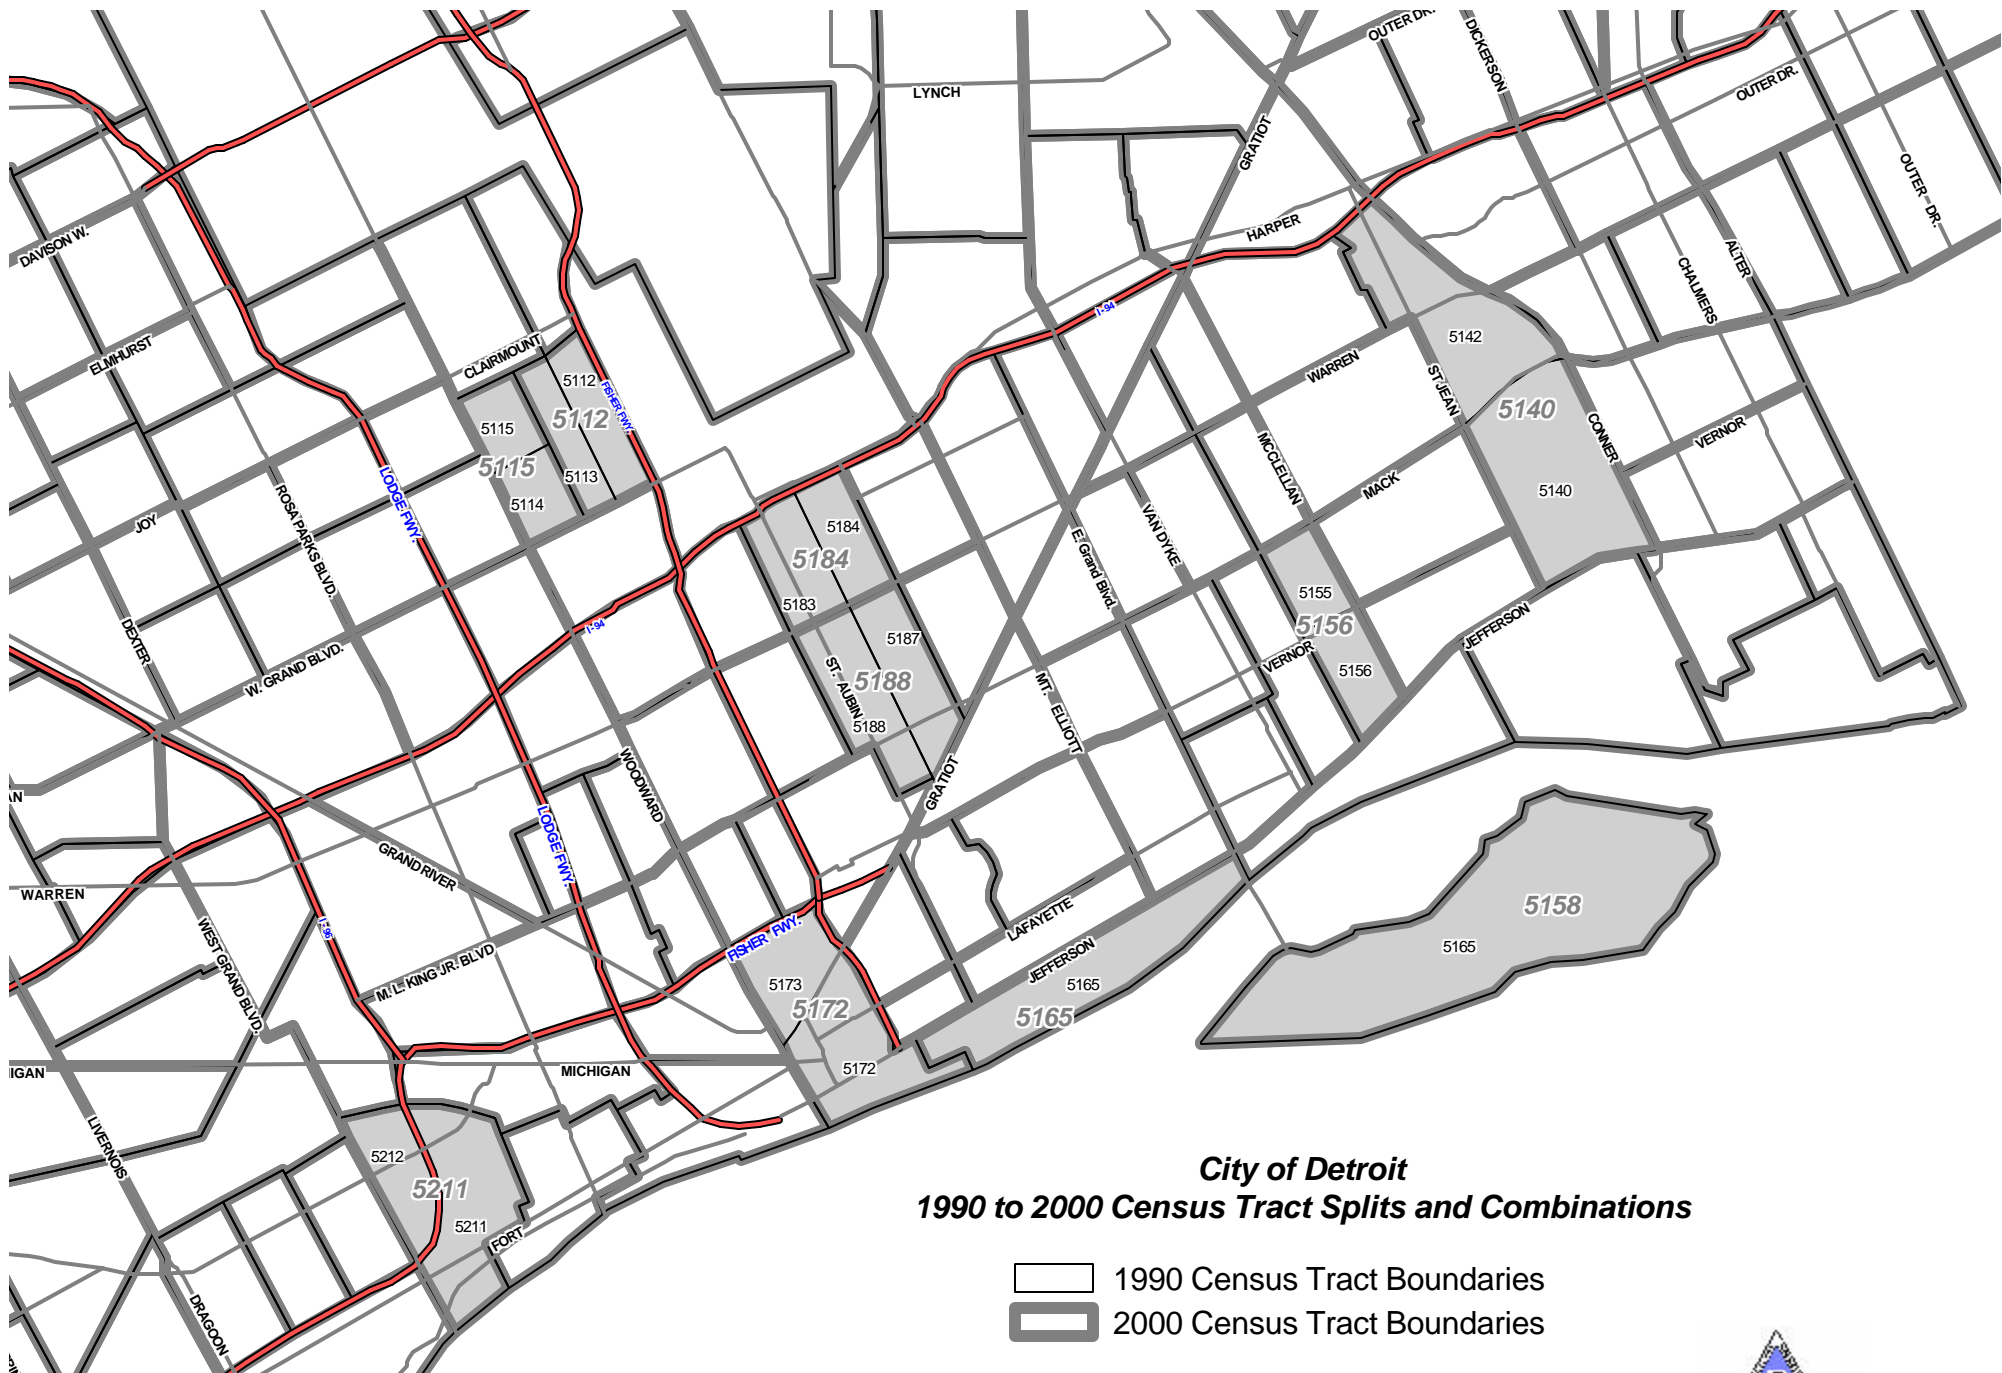 OUTER DR.
DICKERSON
LYNCH
OUTER DR.
GRATIOT
OUTER DR.
HARPER
DAVISON W.
ALTER
CHALMERS
I-94
ELMHURST
CLAIRMOUNT
5142
WARREN
5112
FISHER FWY.
ST JEAN
5112
5140
CONNER
5115
5115
VERNOR
MCCLELLAN
5113
MACK
5140
LODGE FWY.
5114
ROSA PARKS BLVD.
JOY
5184
VAN DYKE
E. Grand Blvd.
5184
5155
5183
5156
JEFFERSON
I-94
DEXTER
5187
VERNOR
W. GRAND BLVD.
ST. AUBIN
5188
5156
MT. ELLIOTT
5188
WOODWARD
GRATIOT
AN
LODGE FWY.
GRAND RIVER
WARREN
5158
LAFAYETTE
I-96
FISHER FWY.
5165
JEFFERSON
WEST GRAND BLVD.
M. L. KING JR. BLVD
5173
5165
5172
5165
IGAN
MICHIGAN
5172
LIVERNOIS
5212
5211
5211
FORT
DRAGOON
City of Detroit
1990 to 2000 Census Tract Splits and Combinations
1990 Census Tract Boundaries
2000 Census Tract Boundaries